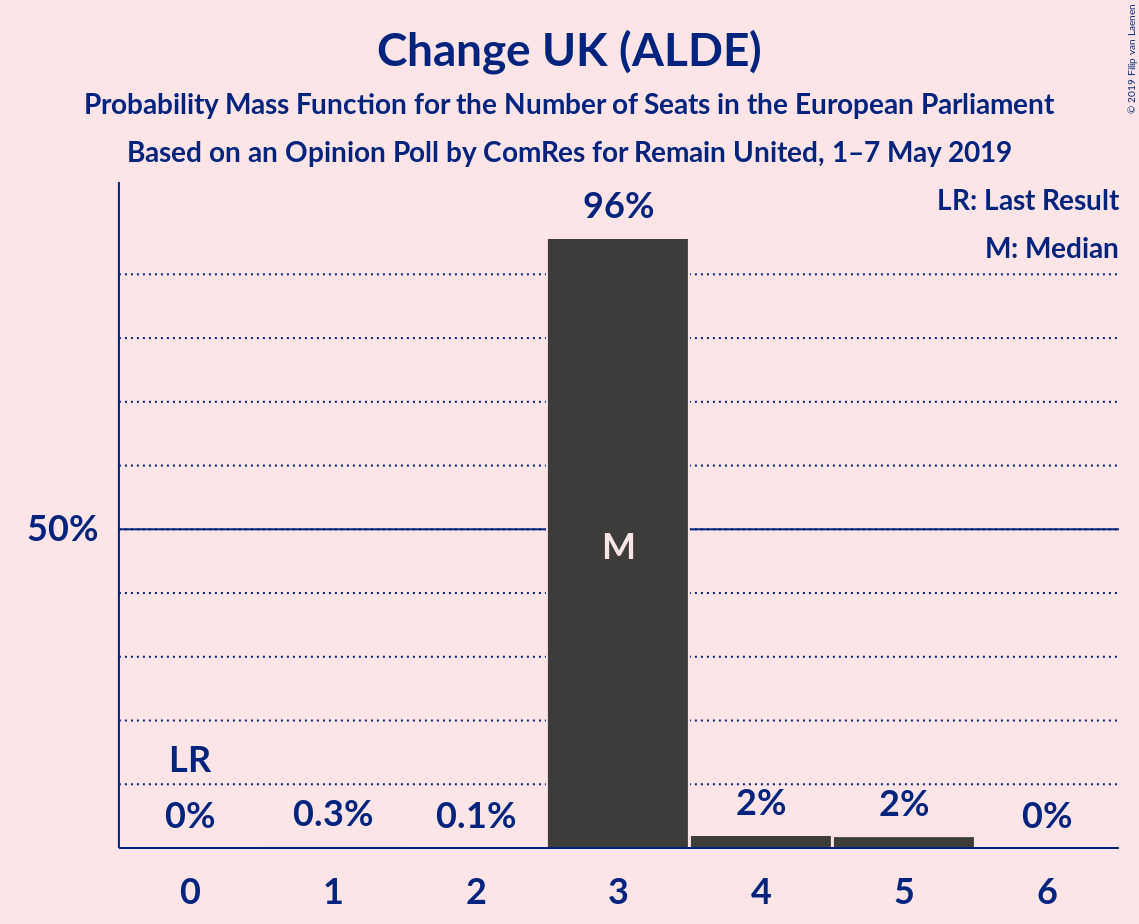 Change UK (ALDE)
Probability Mass Function for the Number of Seats in the European Parliament
Based on an Opinion Poll by ComRes for Remain United, 1–7 May 2019
© 2019 Filip van Laenen
LR: Last Result
M: Median
96%
50%
M
LR
0%
0.3%
0.1%
2%
2%
0%
0
1
2
3
4
5
6